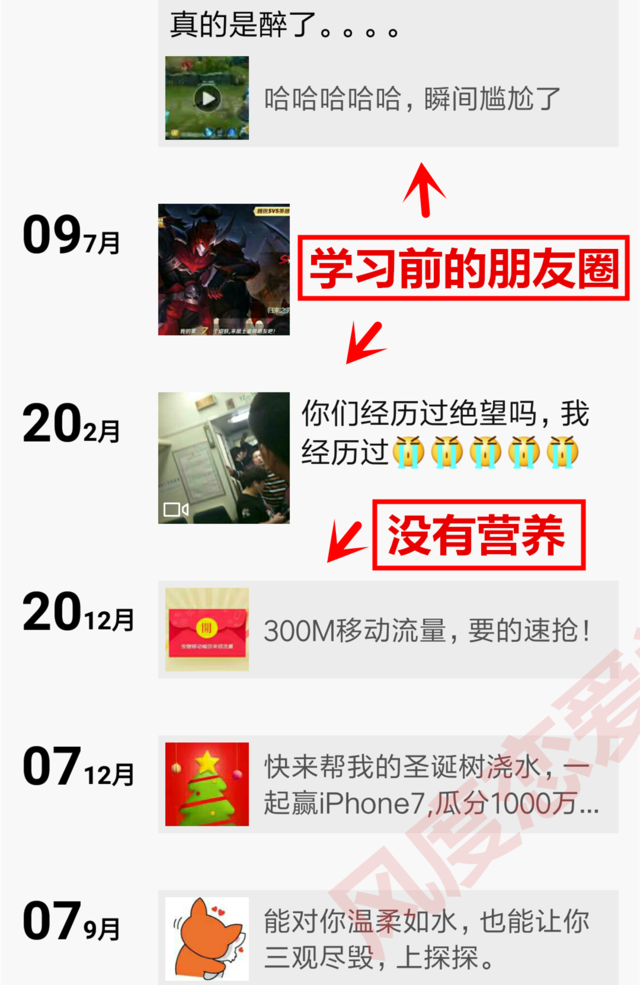 真的是醉了。。。。
哈哈哈哈哈，瞬间尴尬了
09 7月
学习前的朋友圈
20 2月
你们经历过绝望吗，我
经历过😭😭😭😭😭
没有营养
20 12月
300M移动流量，要的速抢！
07 12月
快来帮我的圣诞树浇水，一
起赢iPhone7,瓜分1000万...
07 9月
能对你温柔如水，也能让你
三观尽毁，上探探。
风度恋爱